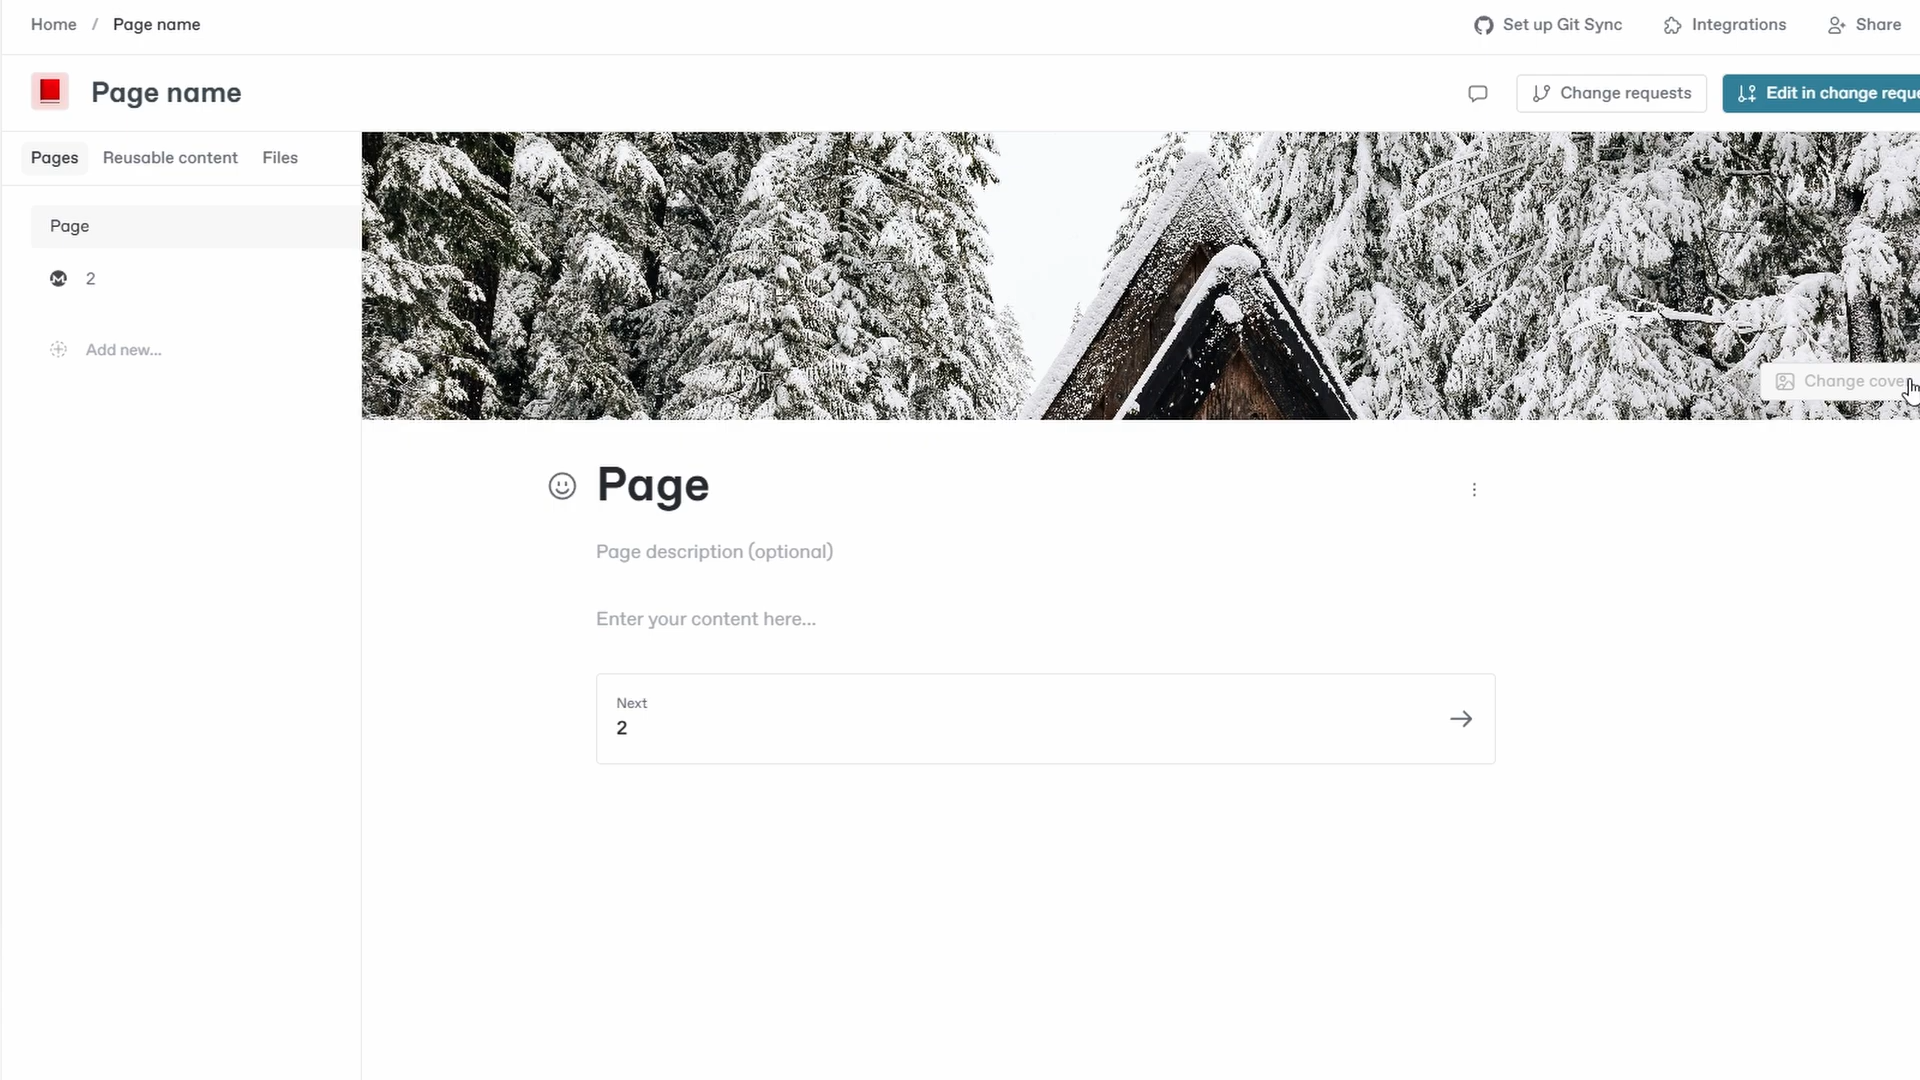 Home / Page name
Set up Git Sync
Integrations
Share
Page name
Change requests
Edit in change reque
Pages
Reusable content
Files
Page
2
Add new...
Change cove
Page
Page description (optional)
Enter your content here...
Next
2